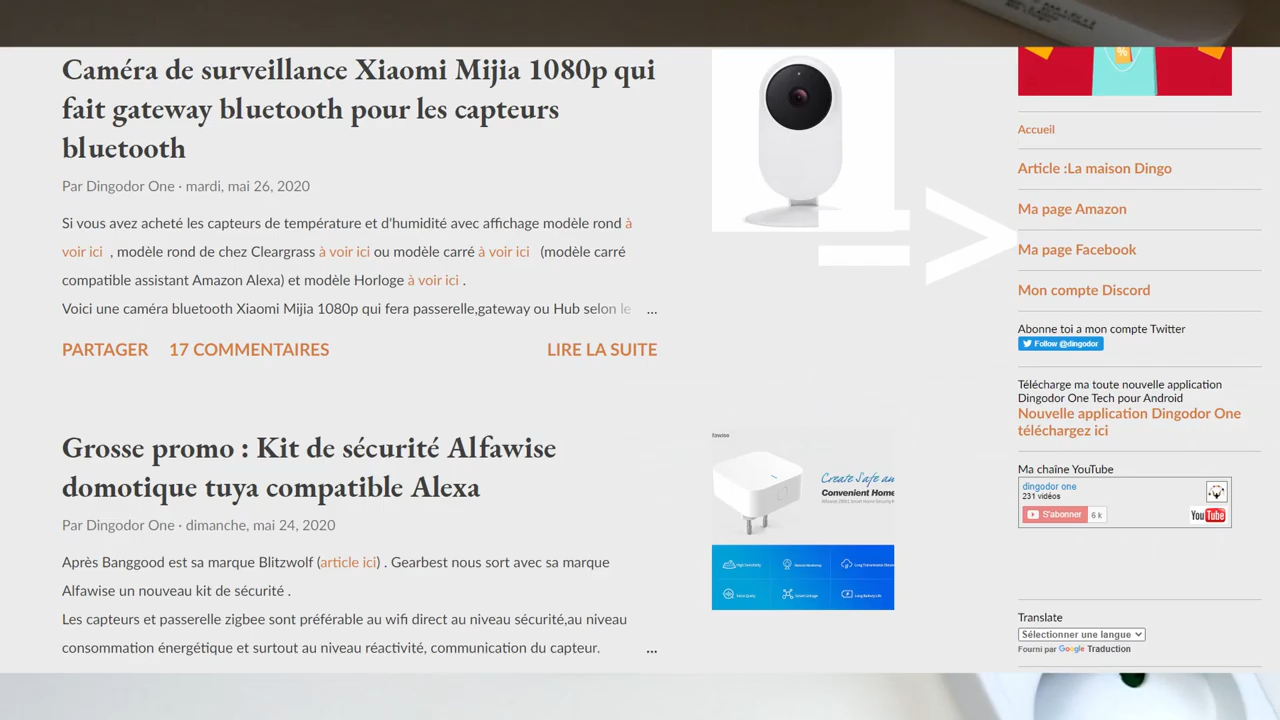 Caméra de surveillance Xiaomi Mijia 1080p qui
fait gateway bluetooth pour les capteurs
bluetooth
Par Dingodor One · mardi, mai 26, 2020
Si vous avez acheté les capteurs de température et d'humidité avec affichage modèle rond à
voir ici , modèle rond de chez Cleargrass à voir ici ou modèle carré à voir ici (modèle carré
compatible assistant Amazon Alexa) et modèle Horloge à voir ici .
Voici une caméra bluetooth Xiaomi Mijia 1080p qui fera passerelle,gateway ou Hub selon le ...
PARTAGER 17 COMMENTAIRES LIRE LA SUITE
Grosse promo : Kit de sécurité Alfawise
domotique tuya compatible Alexa
Par Dingodor One · dimanche, mai 24, 2020
Après Banggood est sa marque Blitzwolf (article ici) . Gearbest nous sort avec sa marque
Alfawise un nouveau kit de sécurité .
Les capteurs et passerelle zigbee sont préférable au wifi direct au niveau sécurité,au niveau
consommation énergétique et surtout au niveau réactivité, communication du capteur. ...
=>
fawise
Create Safe an
Convenient Home
%
Accueil
Article :La maison Dingo
Ma page Amazon
Ma page Facebook
Mon compte Discord
Abonne toi a mon compte Twitter
Follow @dingodor
Télécharge ma toute nouvelle application
Dingodor One Tech pour Android
Nouvelle application Dingodor One
téléchargez ici
Ma chaîne YouTube
dingodor one
231 vidéos
S'abonner 6 k YouTube
Translate
Sélectionner une langue
Fourni par Google Traduction